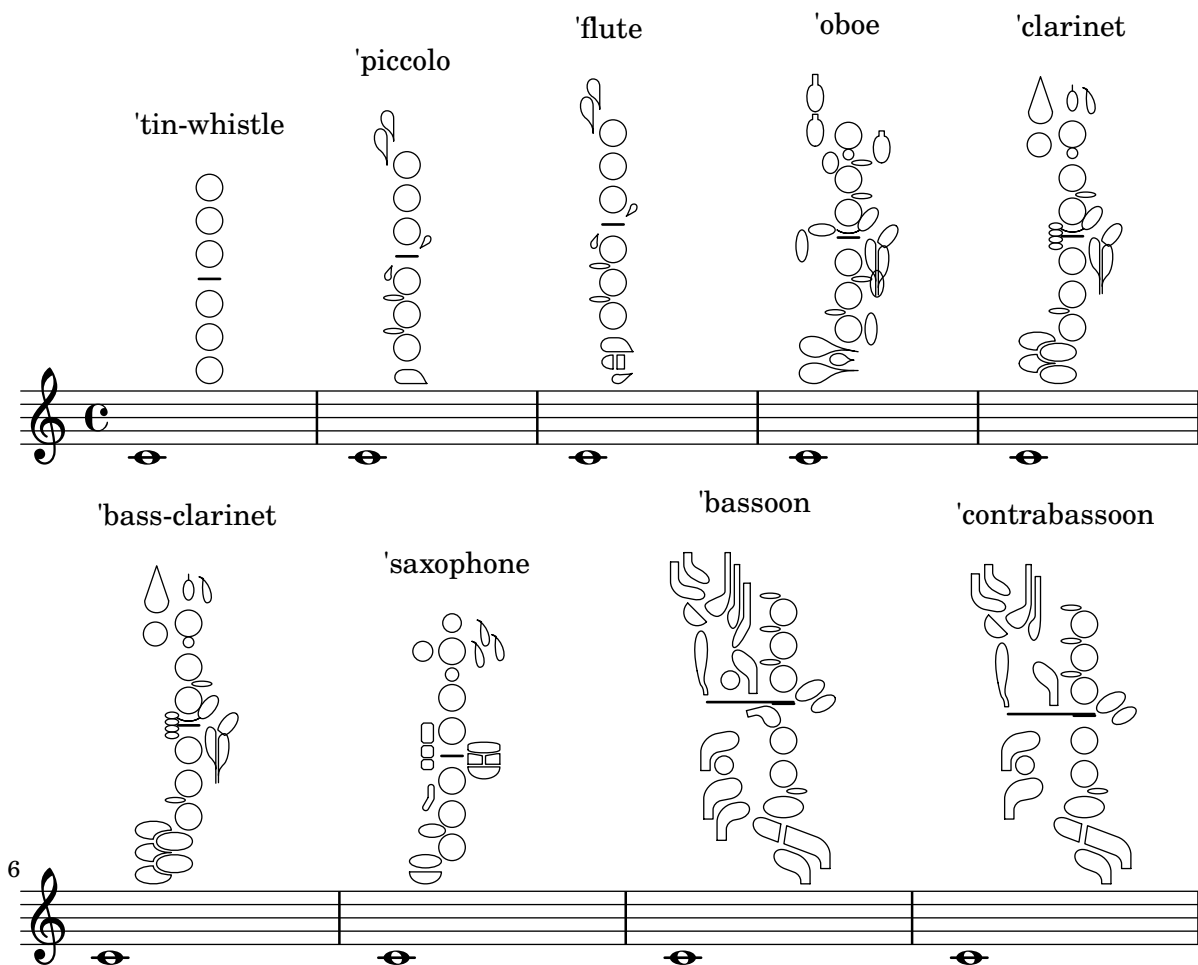 'tin-whistle
'piccolo
'flute
'oboe
'clarinet
'bass-clarinet
'saxophone
'bassoon
'contrabassoon
6